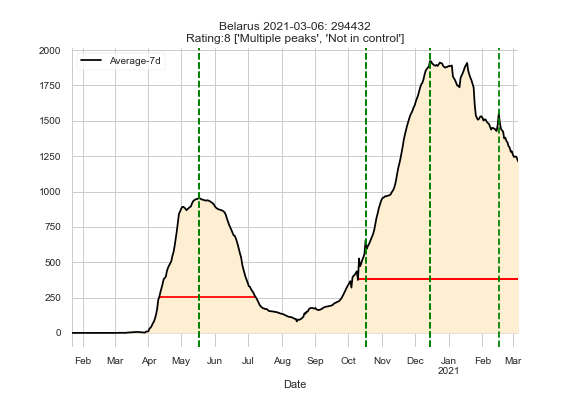 Belarus 2021-03-06: 294432
Rating:8 ['Multiple peaks', 'Not in control']
Average-7d
2000
1750
1500
1250
1000
750
500
250
0
Feb Mar Apr May Jun Jul Aug Sep Oct Nov Dec Jan Feb Mar
2021
Date